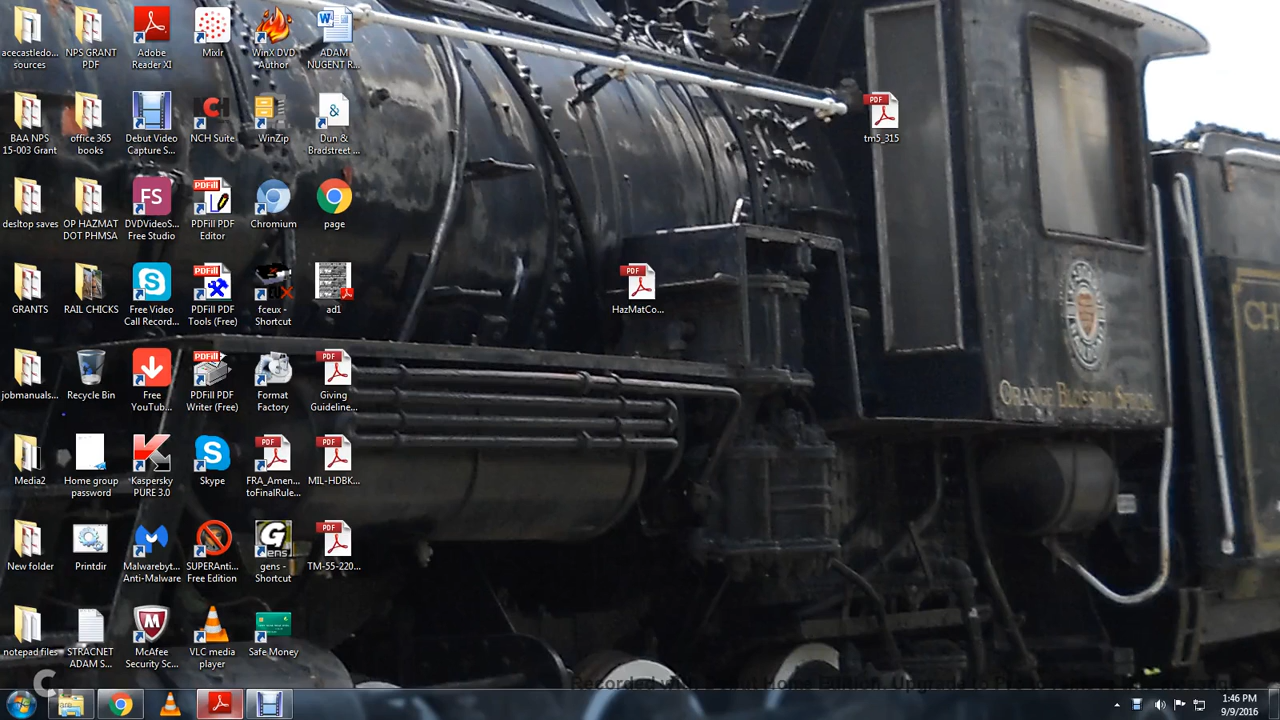 acecastledo... sources
NPS GRANT PDF
Adobe Reader XI
Mixlr
WinX DVD Author
ADAM NUGENT R...
BAA NPS 15-003 Grant
office 365 books
Debut Video Capture S...
NCH Suite
WinZip
Dun & Bradstreet ...
PDF
tm5_315
desltop saves
OP HAZMAT DOT PHMSA
DVDVideoS... Free Studio
PDFill PDF Editor
Chromium
page
GRANTS
RAIL CHICKS
Free Video Call Record...
PDFill PDF Tools (Free)
fceux - Shortcut
ad1
PDF
HazMatCo...
ORANGE BLOSSOM SPECIAL
jobmanuals...
Recycle Bin
Free YouTub...
PDFill PDF Writer (Free)
Format Factory
Giving Guideline...
Media2
Home group password
Kaspersky PURE 3.0
Skype
FRA_Amen... toFinalRule...
MIL-HDBK...
New folder
Printdir
Malwarebyt... Anti-Malware
SUPERAnti... Free Edition
gens - Shortcut
TM-55-220...
notepad files
STRACNET ADAM S...
McAfee Security Sc...
VLC media player
Safe Money
1:46 PM
9/9/2016